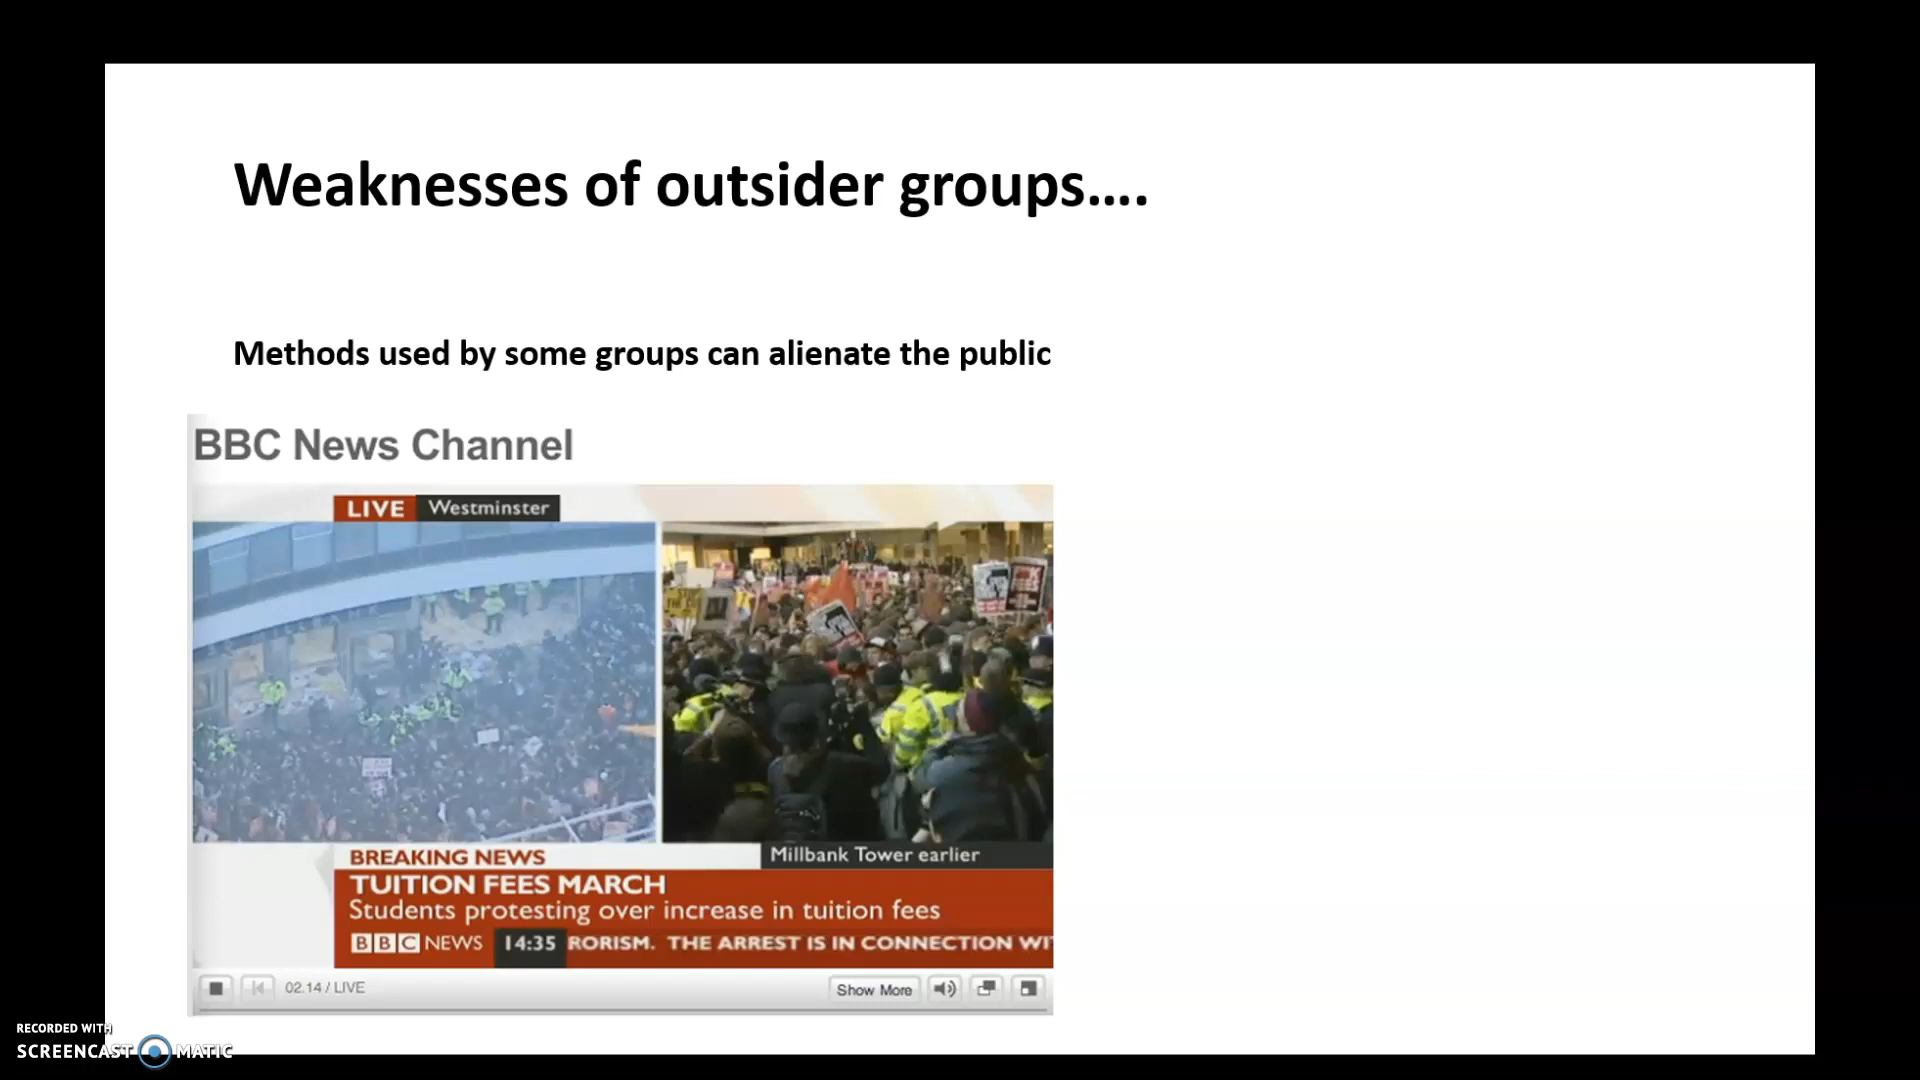 Weaknesses of outsider groups....
Methods used by some groups can alienate the public
BBC News Channel
LIVE Westminster
Millbank Tower earlier
BREAKING NEWS
TUITION FEES MARCH
Students protesting over increase in tuition fees
BBC NEWS 14:35 RORISM. THE ARREST IS IN CONNECTION WI
02.14 / LIVE Show More
RECORDED WITH
SCREENCAST MATIC